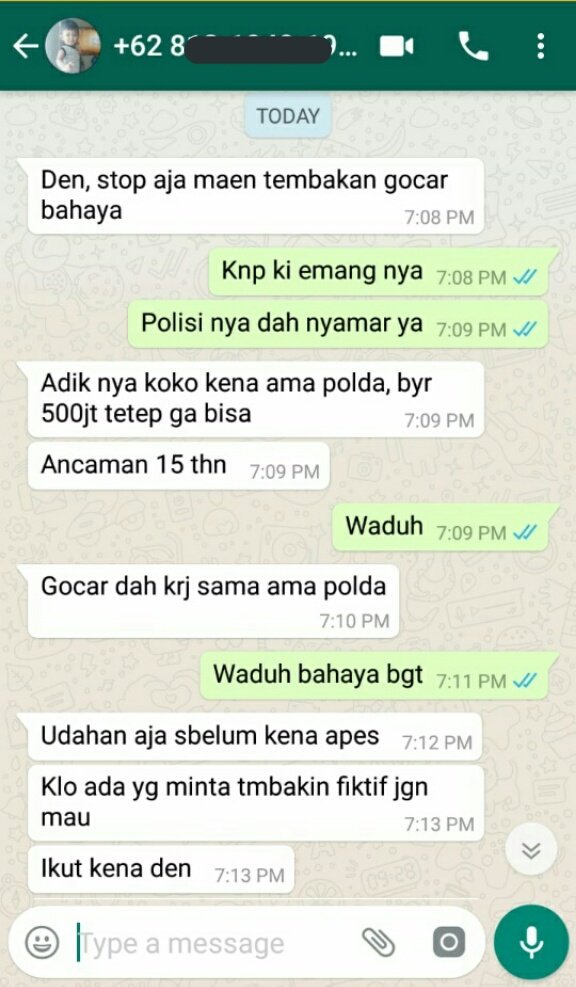 +62 8
TODAY
Den, stop aja maen tembakan gocar
bahaya
7:08 PM
Knp ki emang nya 7:08 PM
Polisi nya dah nyamar ya 7:09 PM
Adik nya koko kena ama polda, byr
500jt tetep ga bisa
7:09 PM
Ancaman 15 thn 7:09 PM
Waduh 7:09 PM
Gocar dah krj sama ama polda
7:10 PM
Waduh bahaya bgt 7:11 PM
Udahan aja sbelum kena apes 7:12 PM
Klo ada yg minta tmbakin fiktif jgn
mau
7:13 PM
Ikut kena den 7:13 PM
Type a message